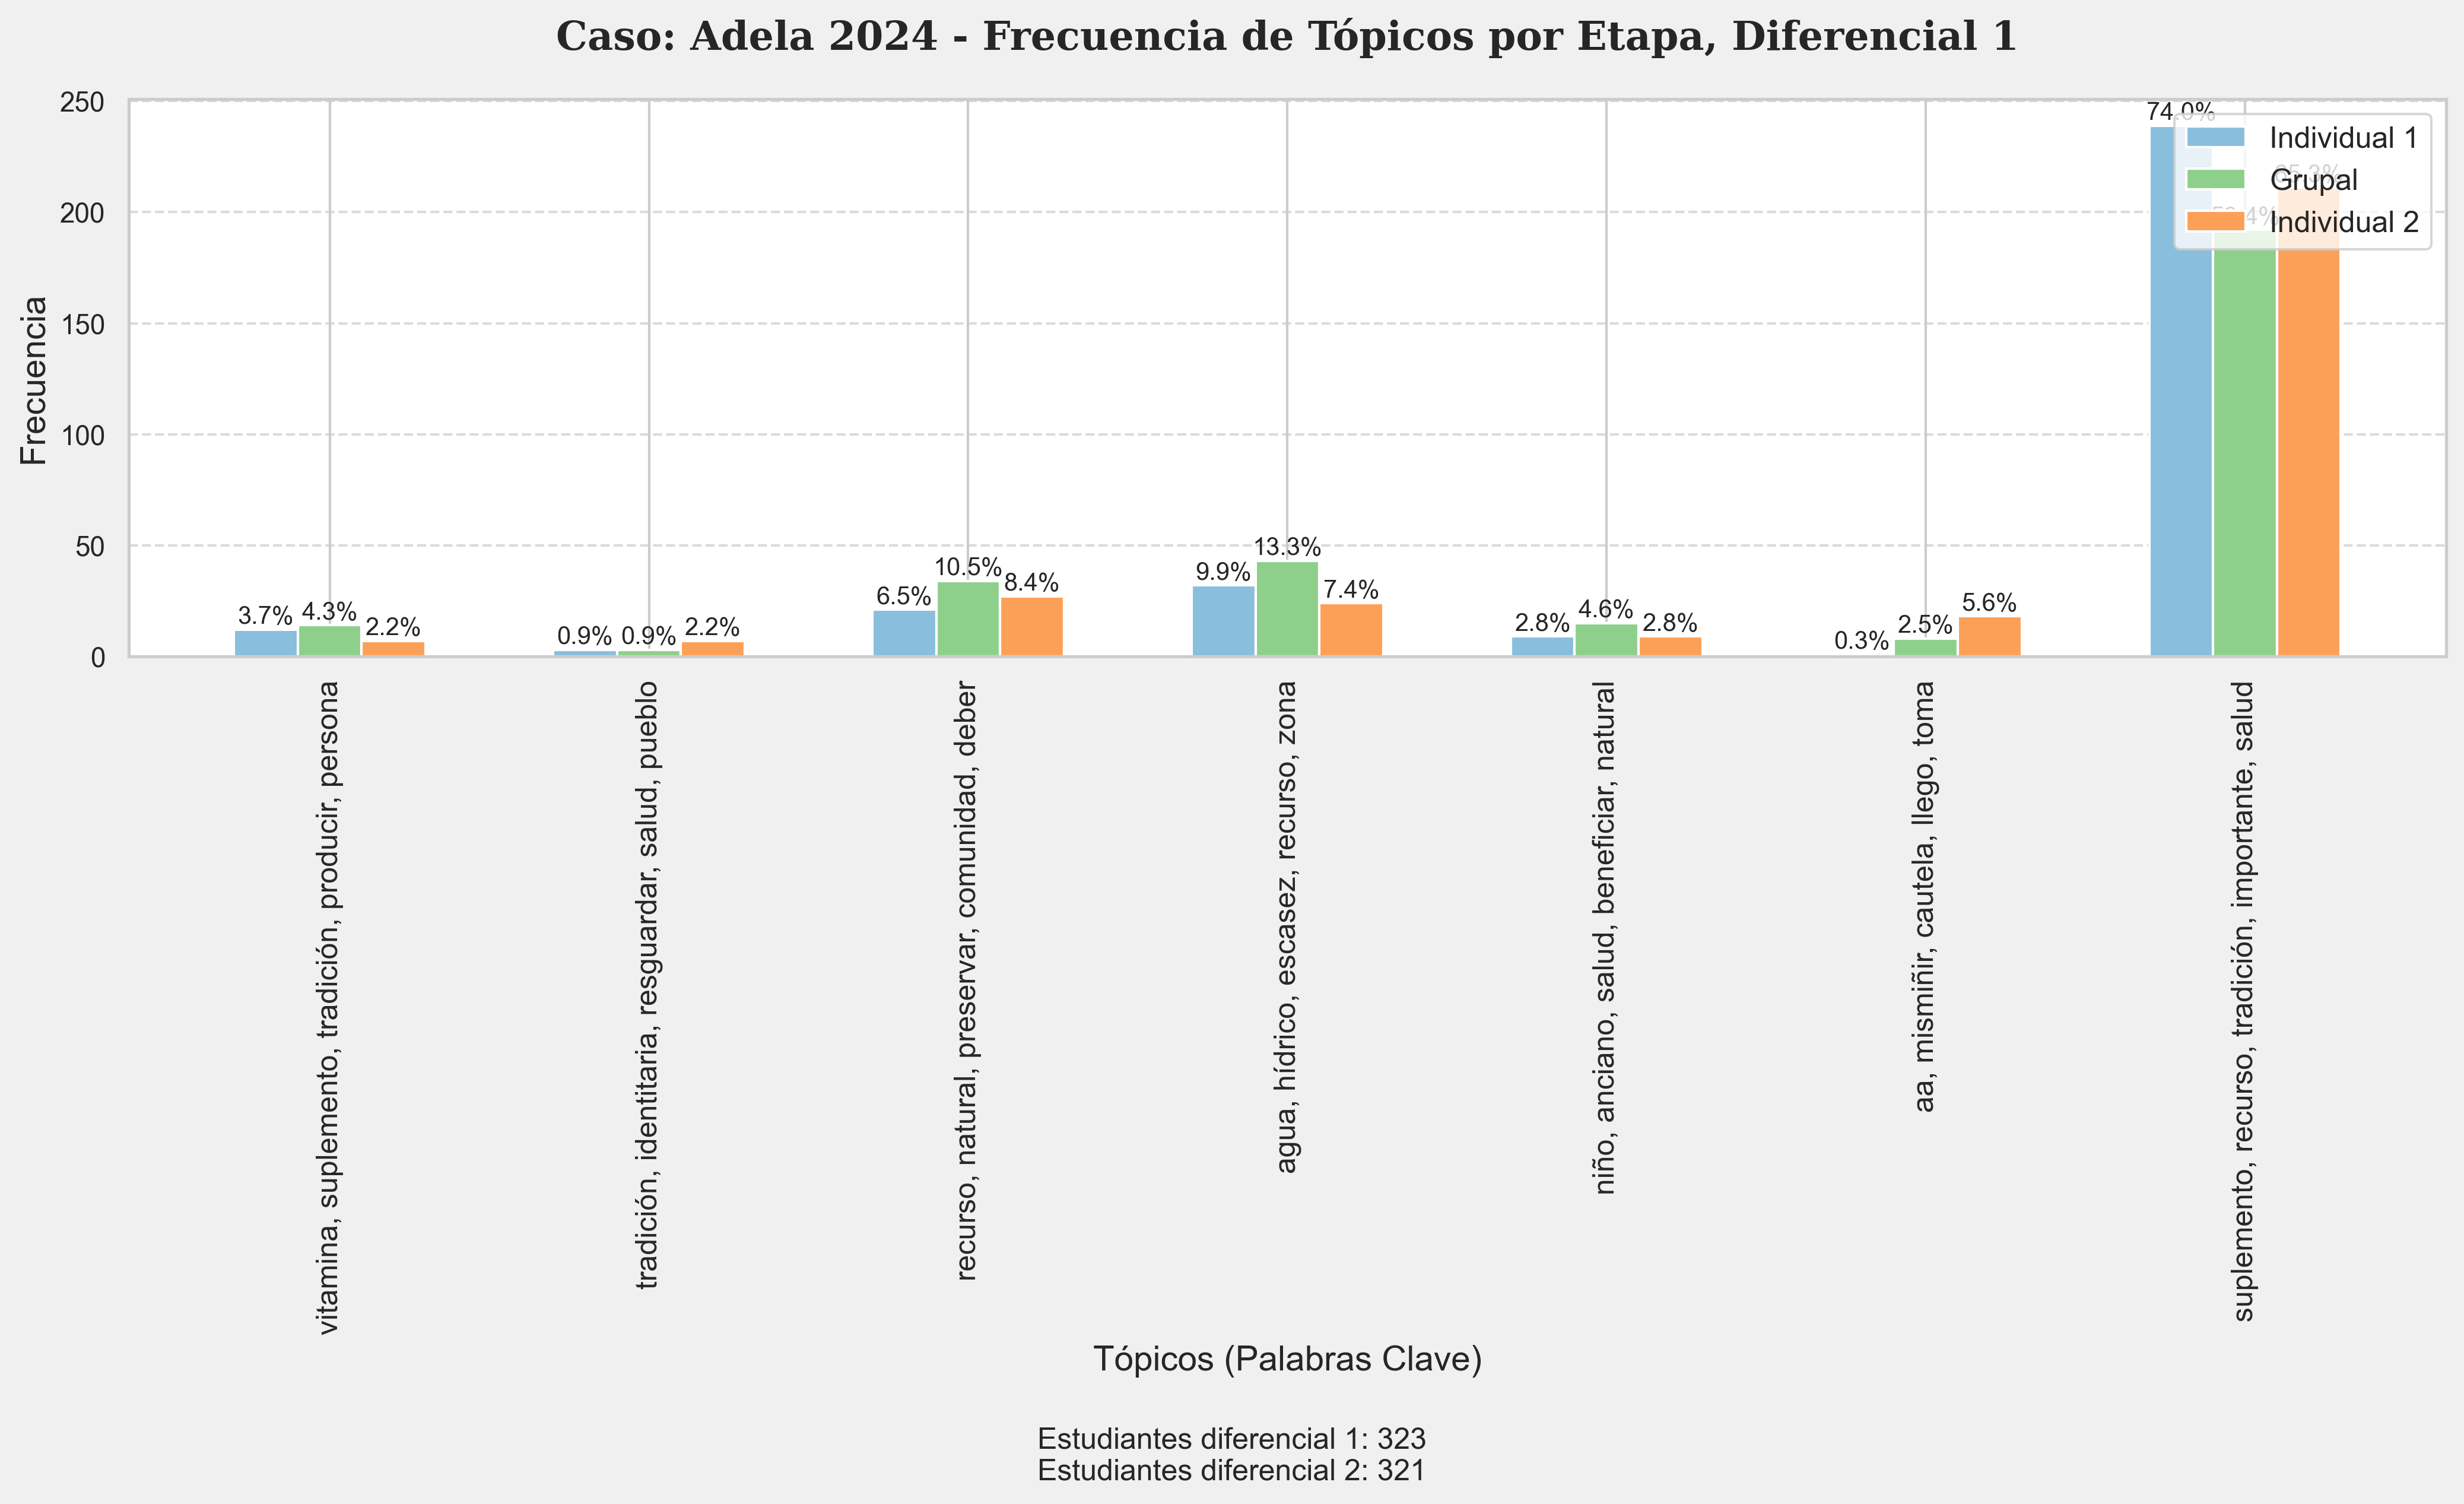 Caso: Adela 2024 - Frecuencia de Tópicos por Etapa, Diferencial 1
Frecuencia
250
200
150
100
50
0
74.0%
65.3%
59.4%
Individual 1
Grupal
Individual 2
3.7%
4.3%
2.2%
0.9%
0.9%
2.2%
6.5%
10.5%
8.4%
9.9%
13.3%
7.4%
2.8%
4.6%
2.8%
0.3%
2.5%
5.6%
vitamina, suplemento, tradición, producir, persona
tradición, identitaria, resguardar, salud, pueblo
recurso, natural, preservar, comunidad, deber
agua, hídrico, escasez, recurso, zona
niño, anciano, salud, beneficiar, natural
aa, mismiñir, cautela, llego, toma
suplemento, recurso, tradición, importante, salud
Tópicos (Palabras Clave)
Estudiantes diferencial 1: 323
Estudiantes diferencial 2: 321